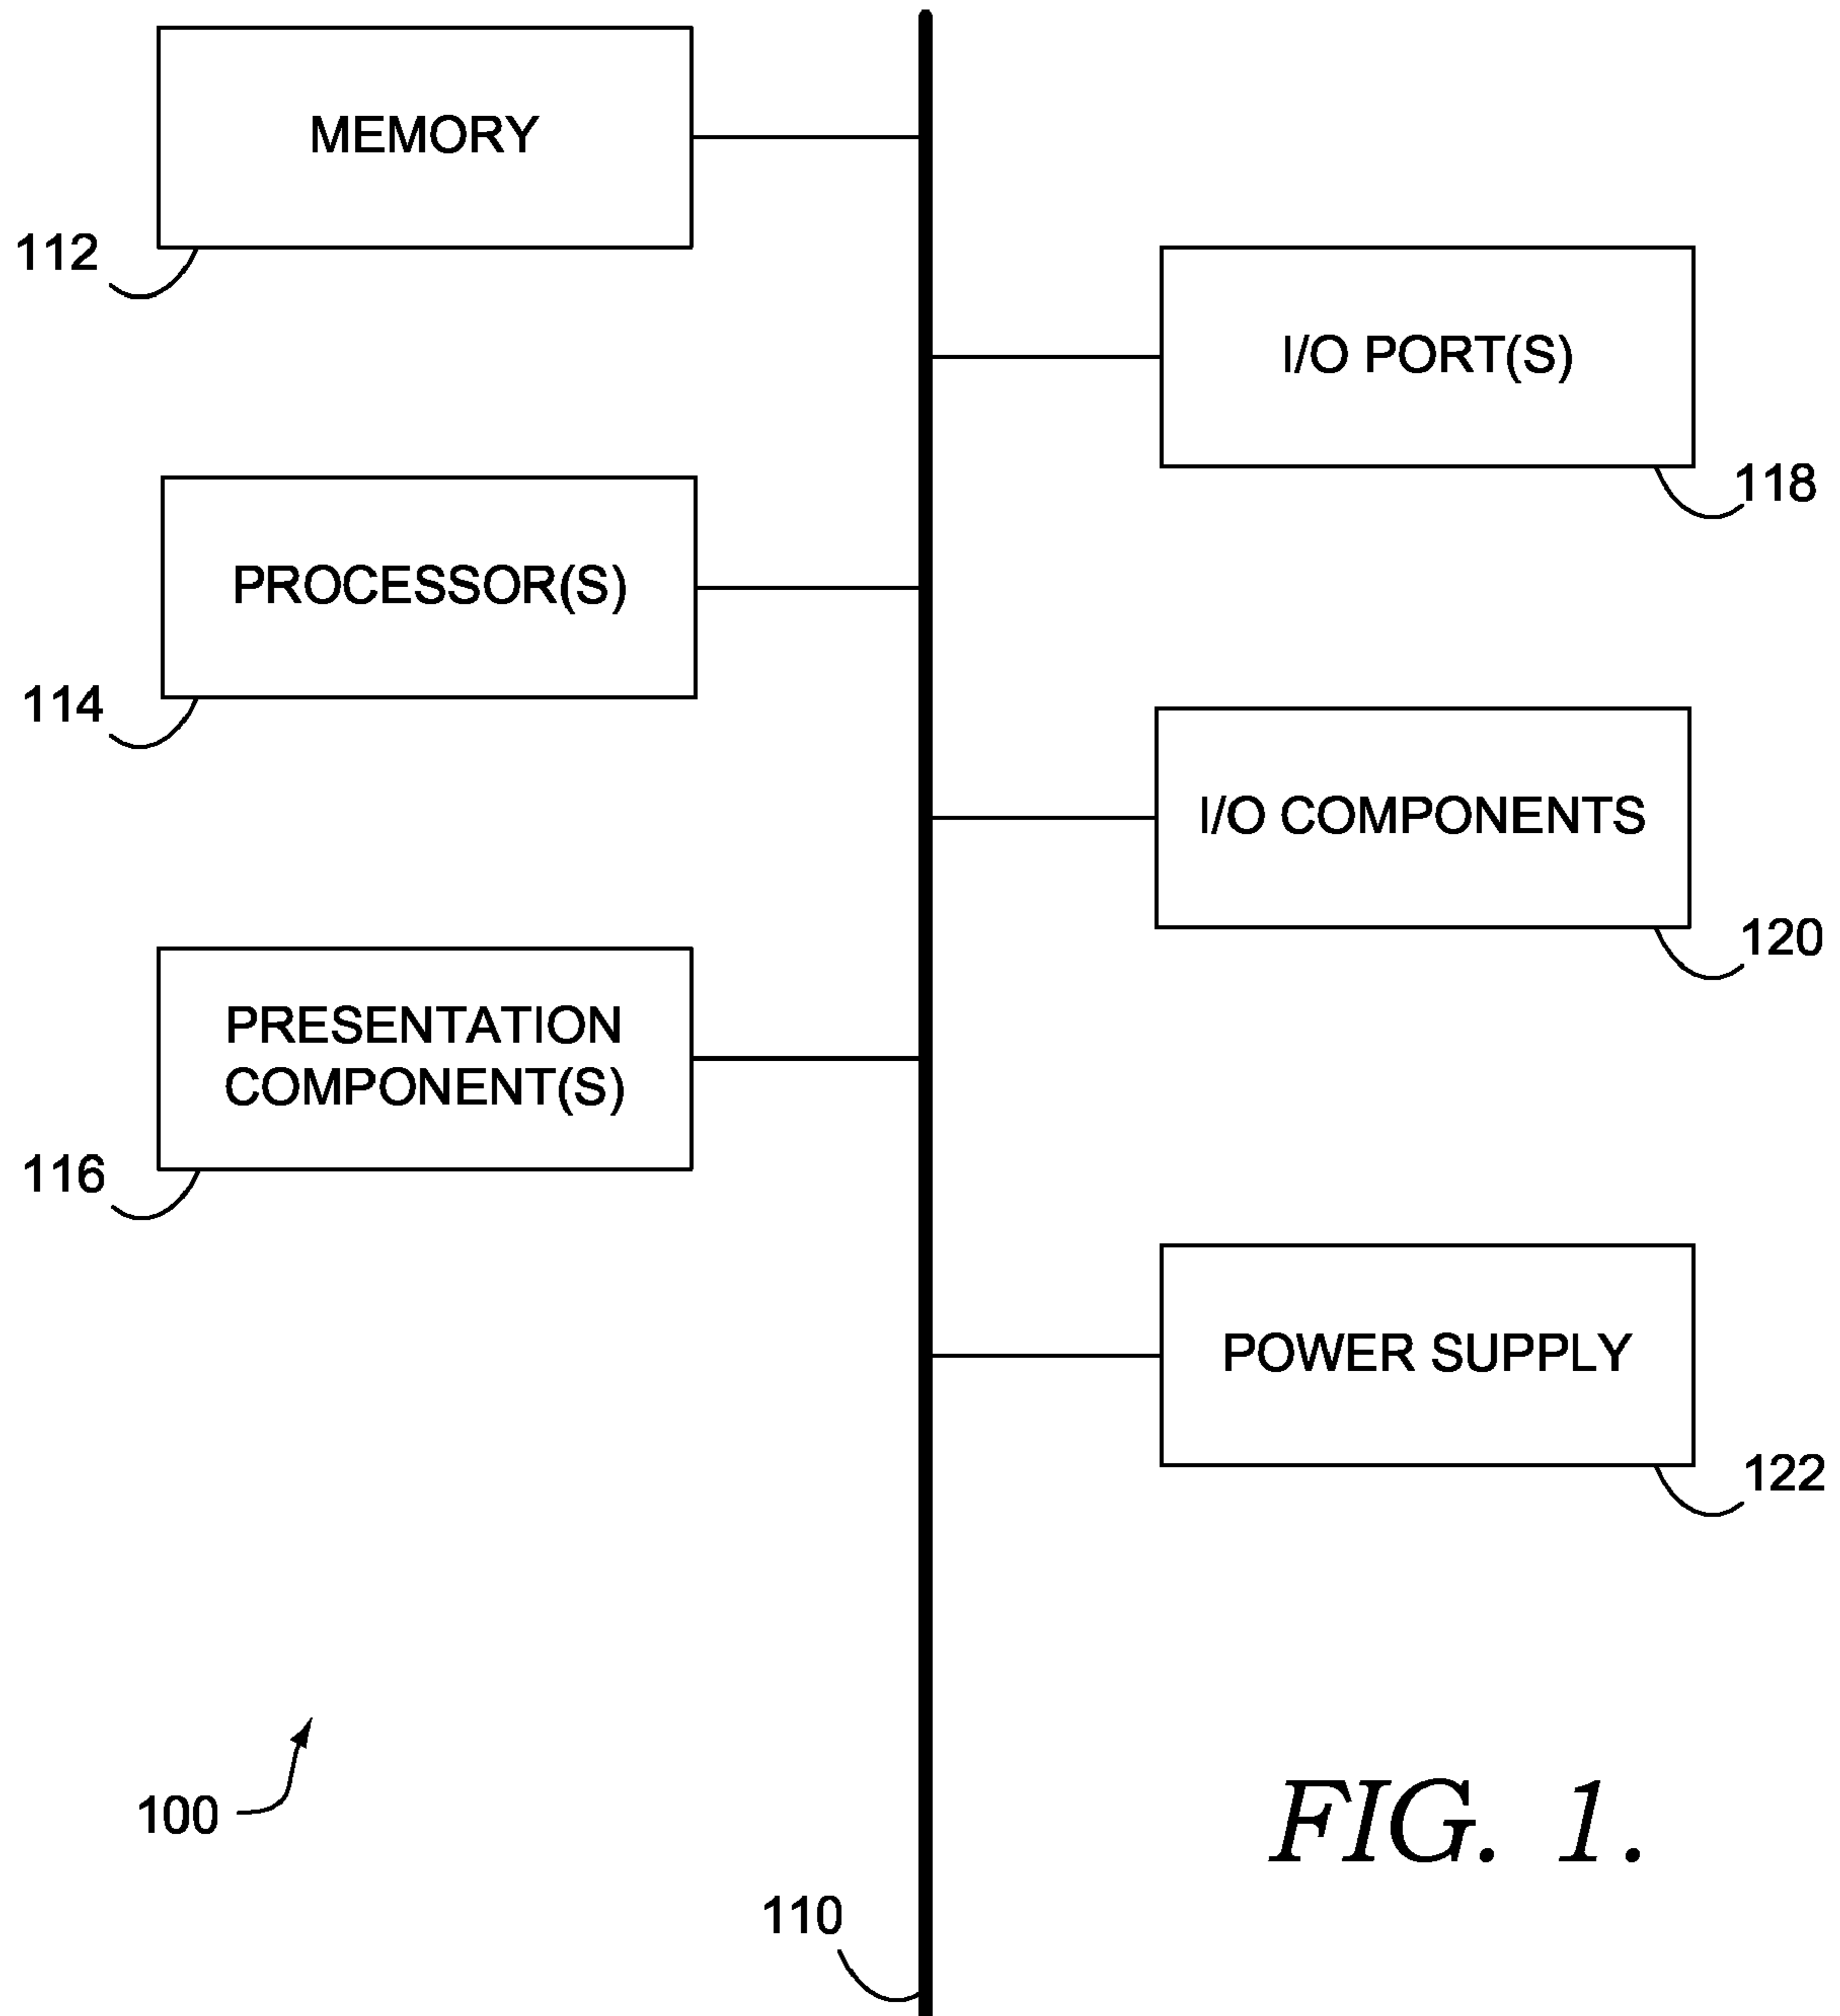 MEMORY
112
I/O PORT(S)
118
PROCESSOR(S)
114
I/O COMPONENTS
120
PRESENTATION
COMPONENT(S)
116
POWER SUPPLY
122
100
FIG. 1.
110